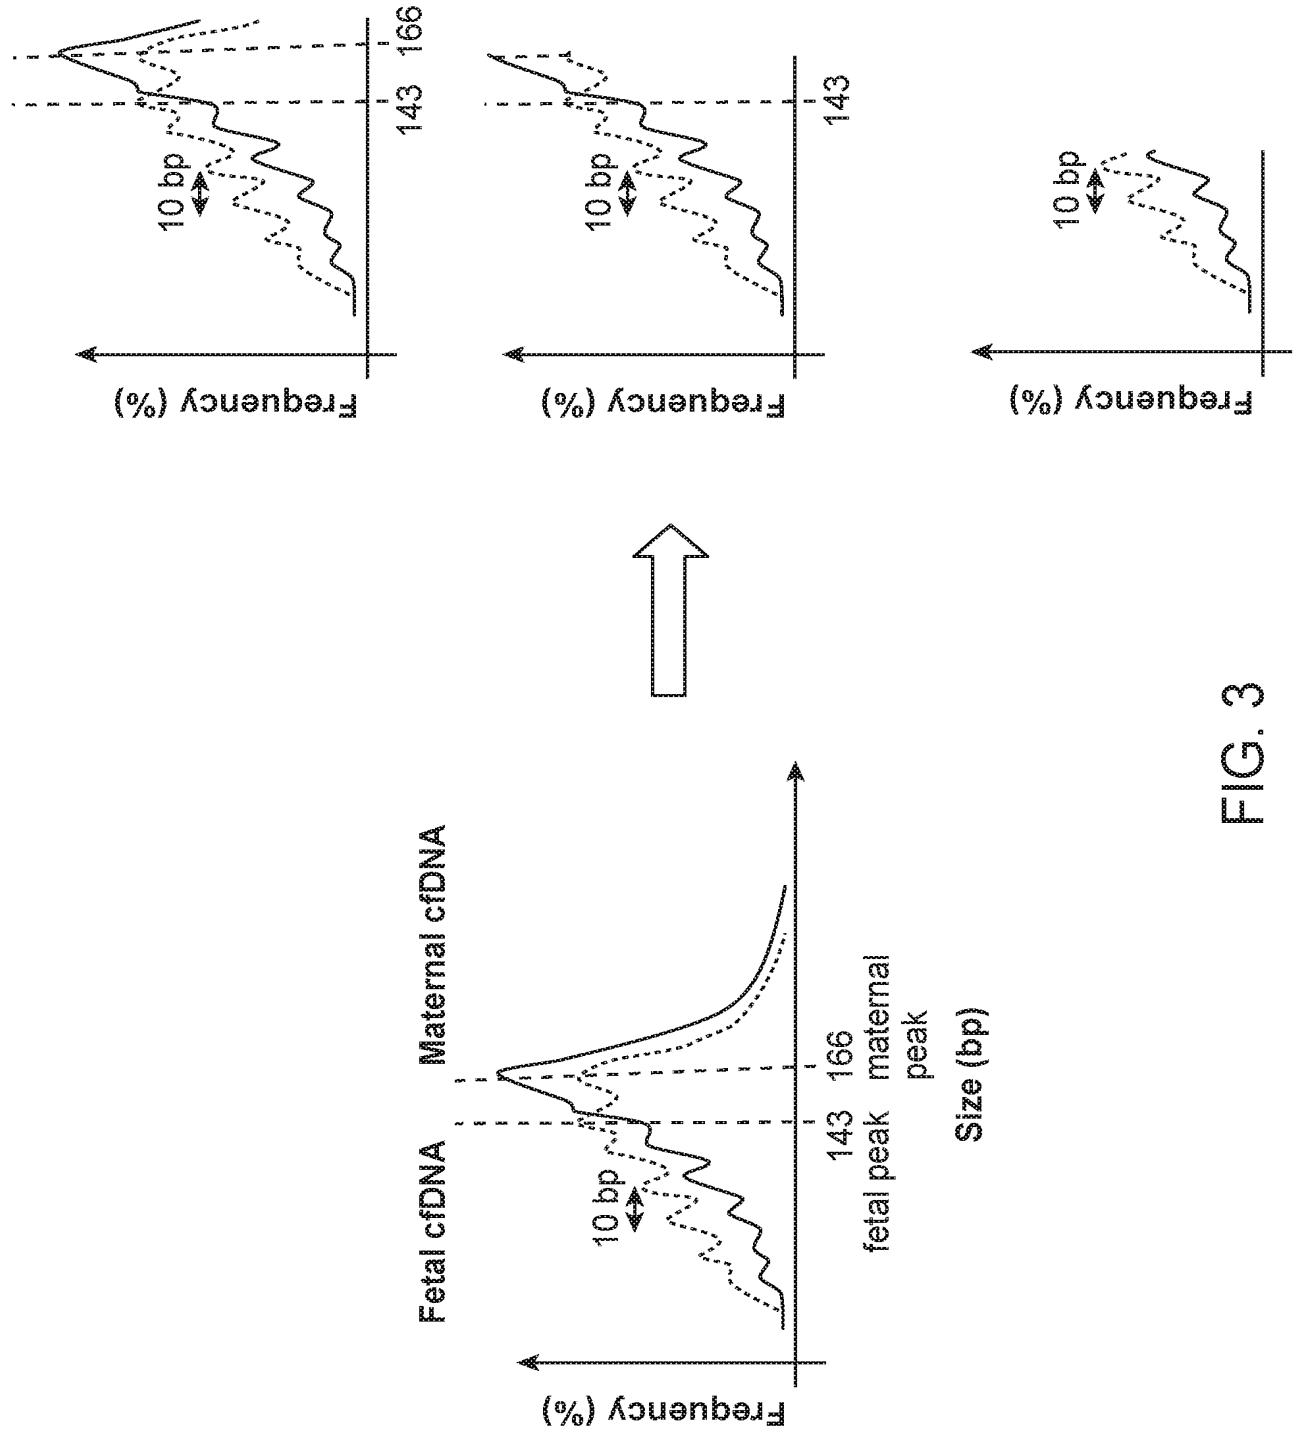 Frequency (%)
Fetal cfDNA
Maternal cfDNA
10 bp
143
fetal peak
166
maternal
peak
Size (bp)
Frequency (%)
10 bp
143
166
Frequency (%)
10 bp
143
Frequency (%)
10 bp
FIG. 3